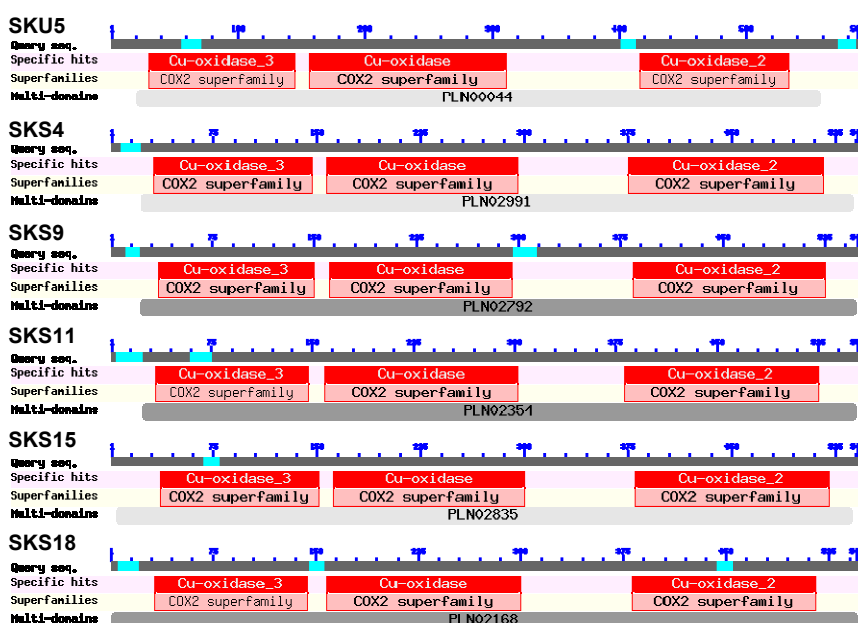 SKU5
1 100 200 300 400 500
Query seq.
Specific hits Cu-oxidase_3 Cu-oxidase Cu-oxidase_2
Superfamilies COX2 superfamily COX2 superfamily COX2 superfamily
Multi-domains PLN00044
SKS4
1 75 150 225 300 375 450 525
Query seq.
Specific hits Cu-oxidase_3 Cu-oxidase Cu-oxidase_2
Superfamilies COX2 superfamily COX2 superfamily COX2 superfamily
Multi-domains PLN02991
SKS9
1 75 150 225 300 375 450 525
Query seq.
Specific hits Cu-oxidase_3 Cu-oxidase Cu-oxidase_2
Superfamilies COX2 superfamily COX2 superfamily COX2 superfamily
Multi-domains PLN02792
SKS11
1 75 150 225 300 375 450 525
Query seq.
Specific hits Cu-oxidase_3 Cu-oxidase Cu-oxidase_2
Superfamilies COX2 superfamily COX2 superfamily COX2 superfamily
Multi-domains PLN02354
SKS15
1 75 150 225 300 375 450 525
Query seq.
Specific hits Cu-oxidase_3 Cu-oxidase Cu-oxidase_2
Superfamilies COX2 superfamily COX2 superfamily COX2 superfamily
Multi-domains PLN02835
SKS18
1 75 150 225 300 375 450 525
Query seq.
Specific hits Cu-oxidase_3 Cu-oxidase Cu-oxidase_2
Superfamilies COX2 superfamily COX2 superfamily COX2 superfamily
Multi-domains PLN02168